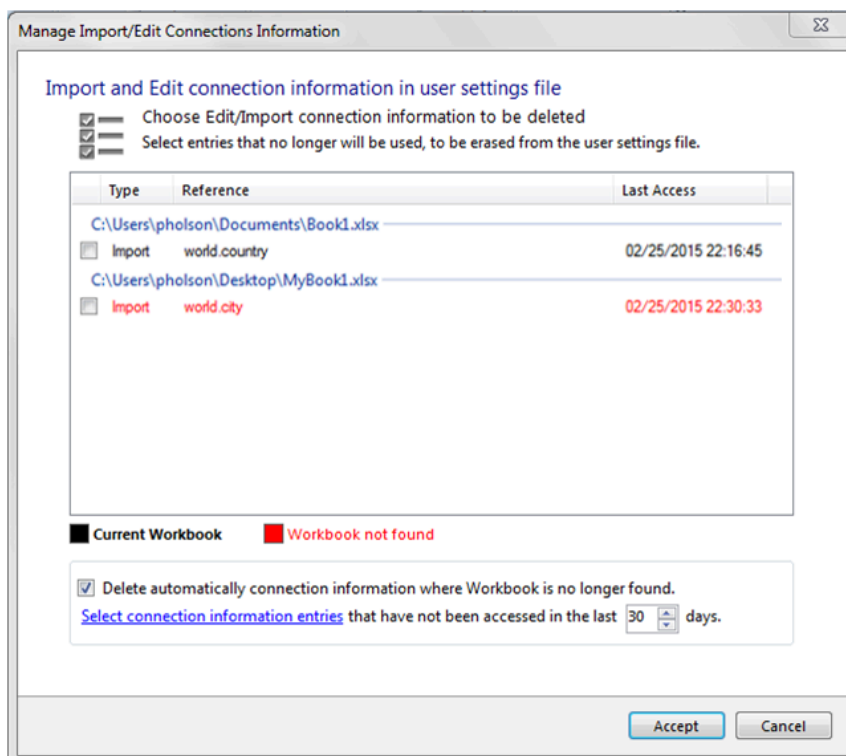 Manage Import/Edit Connections Information
Import and Edit connection information in user settings file
Choose Edit/Import connection information to be deleted
Select entries that no longer will be used, to be erased from the user settings file.
Type Reference Last Access
C:\Users\pholson\Documents\Book1.xlsx
Import world.country 02/25/2015 22:16:45
C:\Users\pholson\Desktop\MyBook1.xlsx
Import world.city 02/25/2015 22:30:33
Current Workbook Workbook not found
Delete automatically connection information where Workbook is no longer found.
Select connection information entries that have not been accessed in the last 30 days.
Accept Cancel